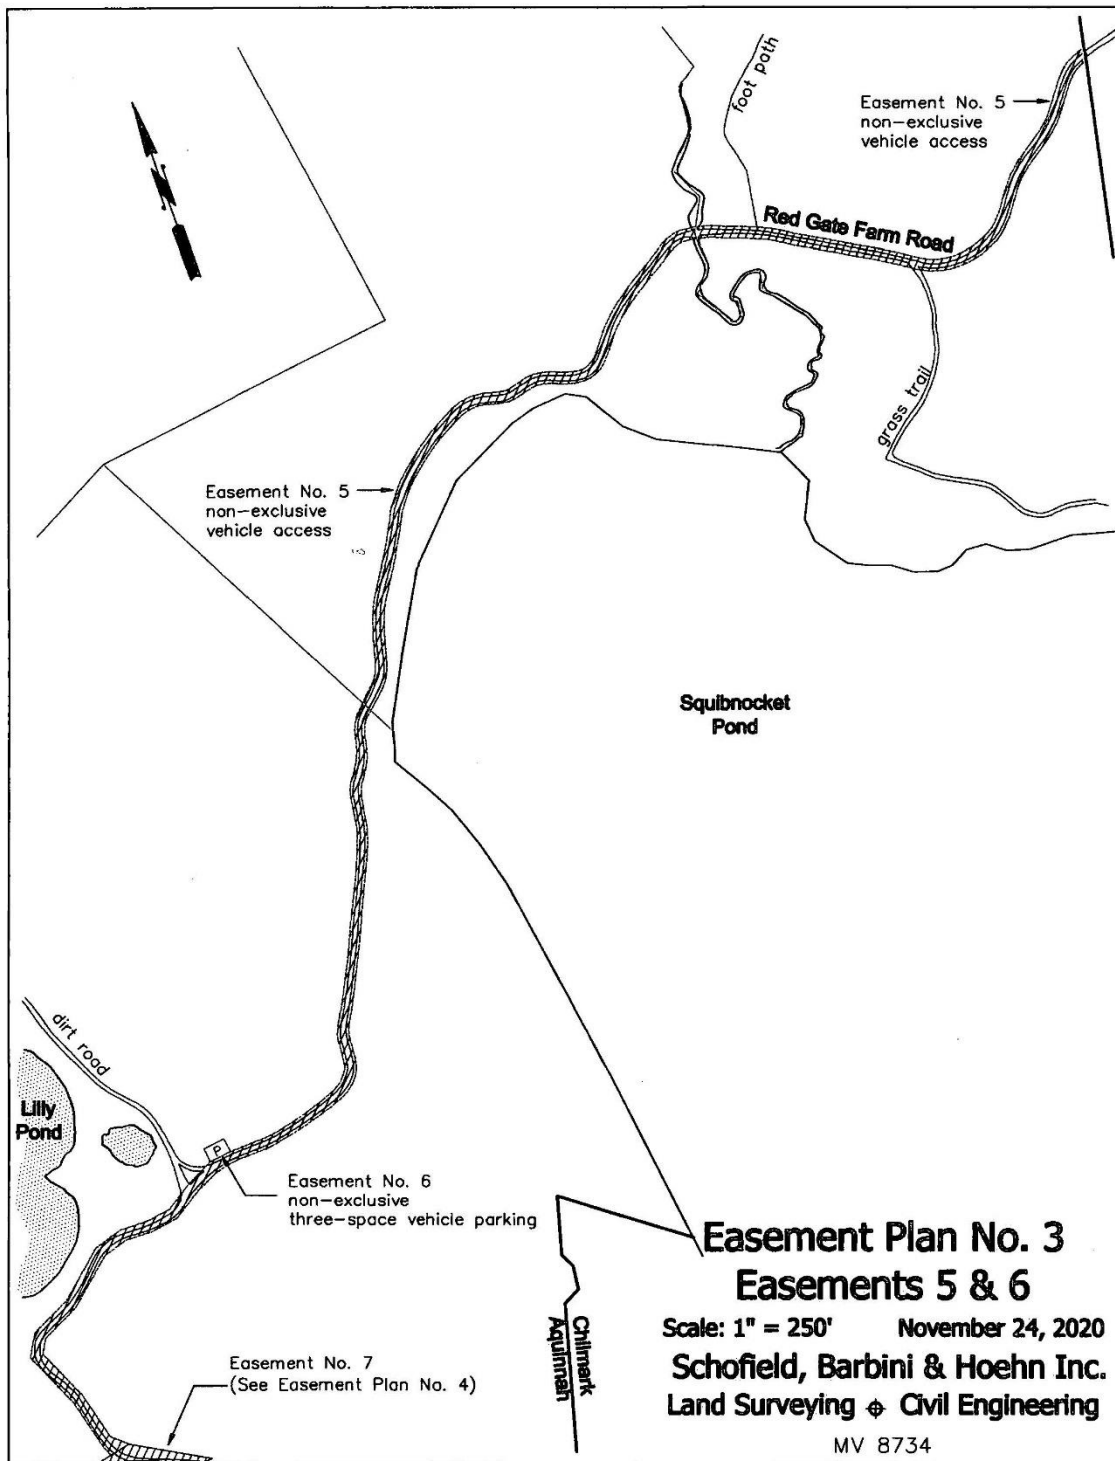 foot path
Easement No. 5
non-exclusive
vehicle access
Red Gate Farm Road
grass trail
Easement No. 5
non-exclusive
vehicle access
Squibnocket
Pond
dirt road
Lilly
Pond
P
Easement No. 6
non-exclusive
three-space vehicle parking
Chilmark
Aquinnah
Easement No. 7
(See Easement Plan No. 4)
Easement Plan No. 3
Easements 5 & 6
Scale: 1" = 250' November 24, 2020
Schofield, Barbini & Hoehn Inc.
Land Surveying Civil Engineering
MV 8734